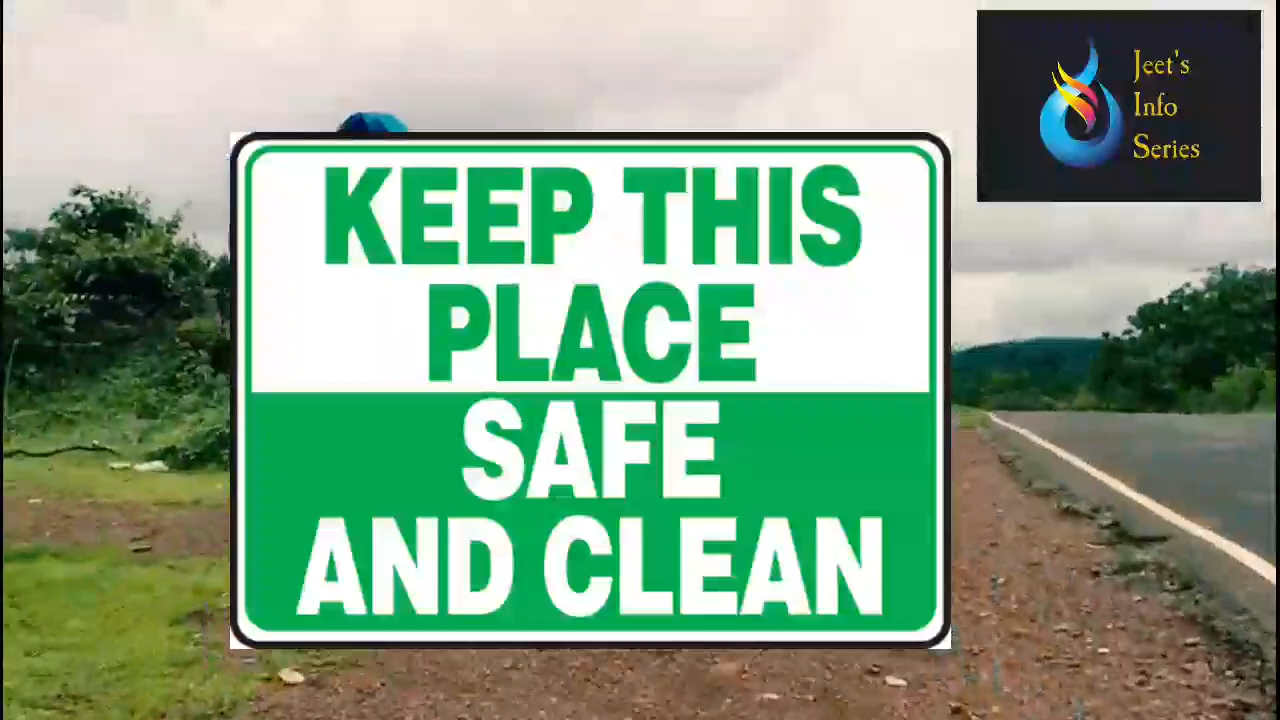 KEEP THIS
PLACE
SAFE
AND CLEAN
Jeet's
Info
Series